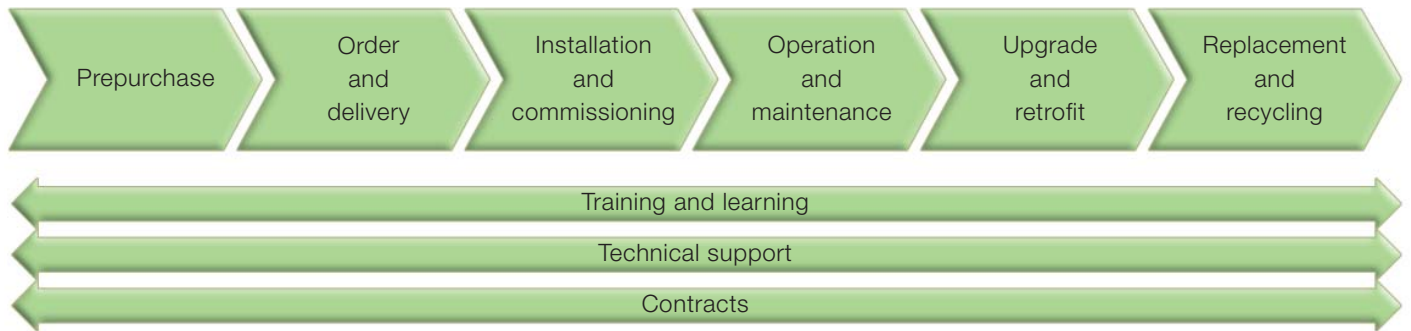 Prepurchase
Order
and
delivery
Installation
and
commissioning
Operation
and
maintenance
Upgrade
and
retrofit
Replacement
and
recycling
Training and learning
Technical support
Contracts